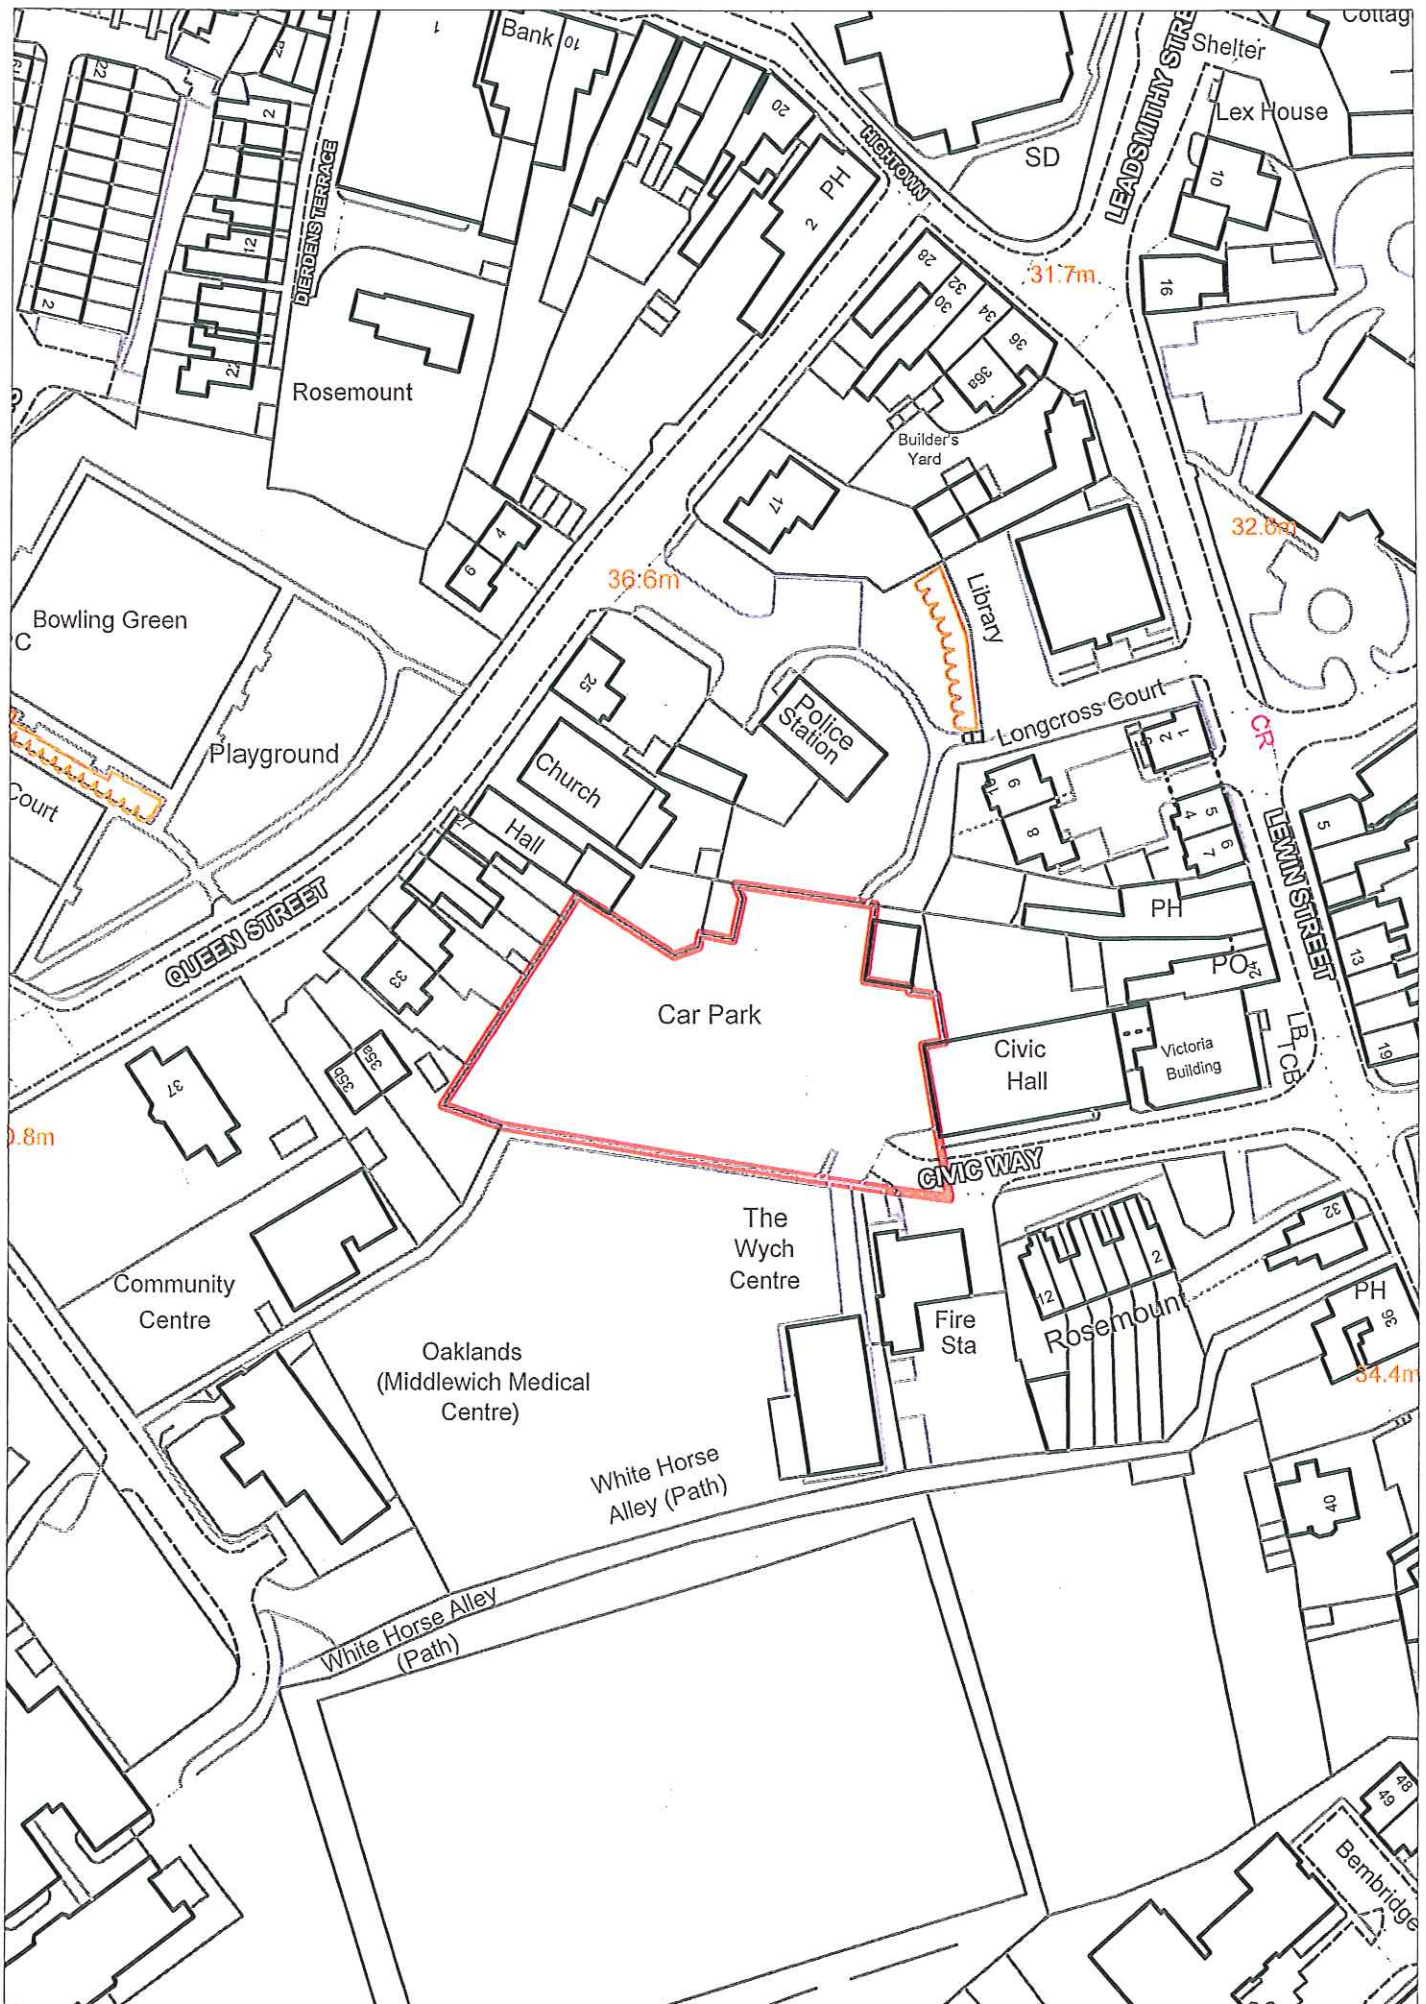 Cottag
1
Bank
10
Shelter
22
23
2
20
HIGHTOWN
LEADSMITHY STRE
Lex House
SD
PH
2
10
DIERDENS TERRACE
12
28
32
30
34
36
31.7m
16
2
22
36a
Rosemount
Builder's
Yard
17
4
6
32.6m
36.6m
Library
Bowling Green
C
25
Police
Station
Longcross Court
CR
1
2
3
Playground
Church
Court
Hall
27
9
8
5
4
6
7
LEWIN STREET
5
QUEEN STREET
PH
33
PO
24
13
Car Park
LB
TCB
19
Civic
Hall
Victoria
Building
35a
35b
37
0.8m
CIVIC WAY
The
Wych
Centre
32
2
12
Rosemount
PH
36
Community
Centre
Fire
Sta
Oaklands
(Middlewich Medical
Centre)
34.4m
White Horse
Alley (Path)
40
White Horse Alley
(Path)
48
49
Bembridge